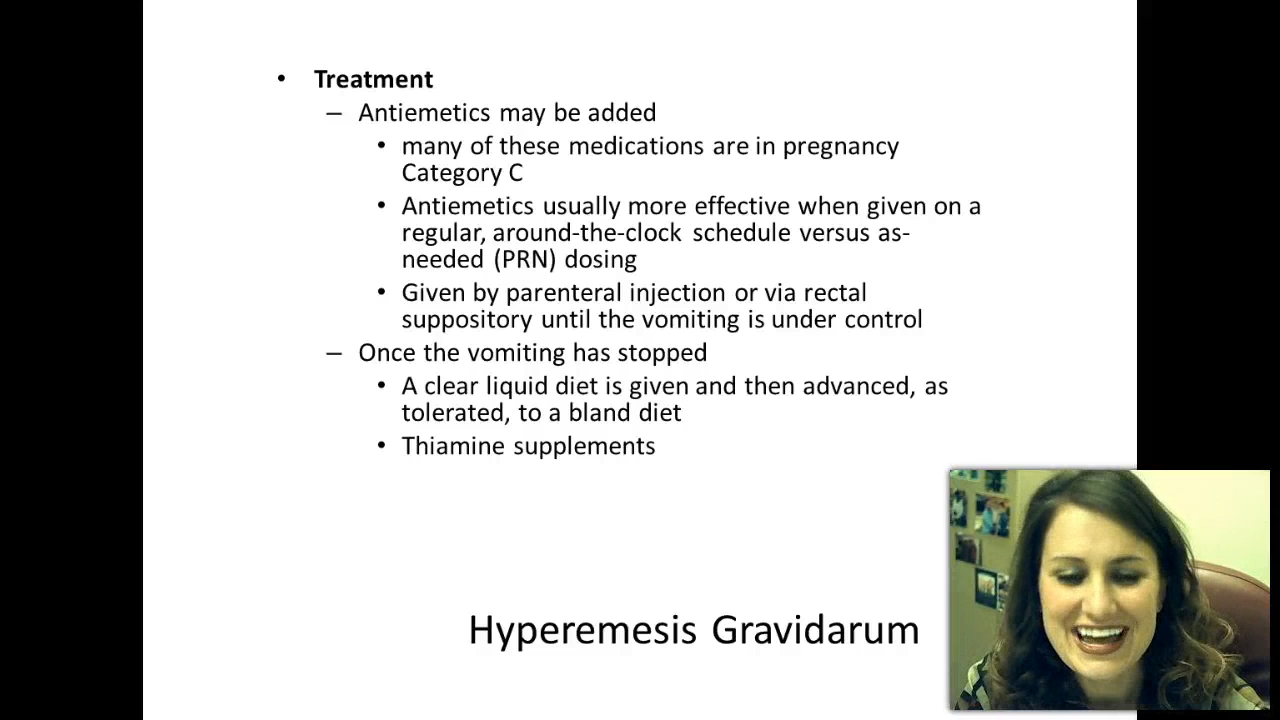 • Treatment
– Antiemetics may be added
• many of these medications are in pregnancy
Category C
• Antiemetics usually more effective when given on a
regular, around-the-clock schedule versus as-
needed (PRN) dosing
• Given by parenteral injection or via rectal
suppository until the vomiting is under control
– Once the vomiting has stopped
• A clear liquid diet is given and then advanced, as
tolerated, to a bland diet
• Thiamine supplements
Hyperemesis Gravidarum